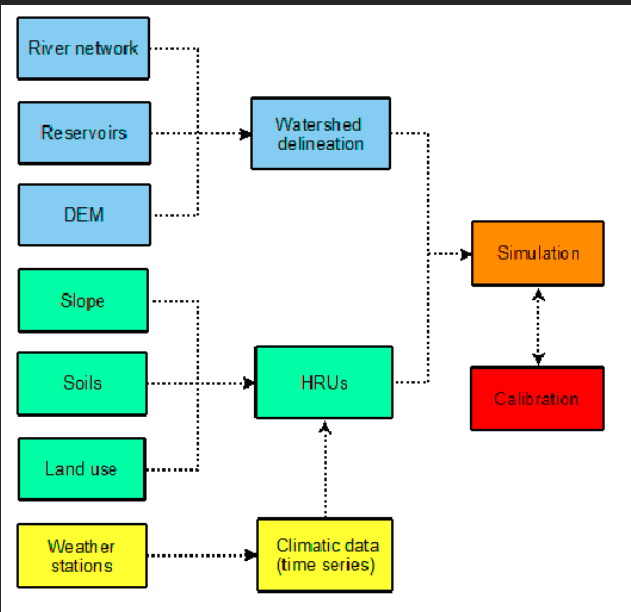 River network
Reservoirs
DEM
Watershed
delineation
Slope
Soils
Land use
HRUs
Weather
stations
Climatic data
(time series)
Simulation
Calibration